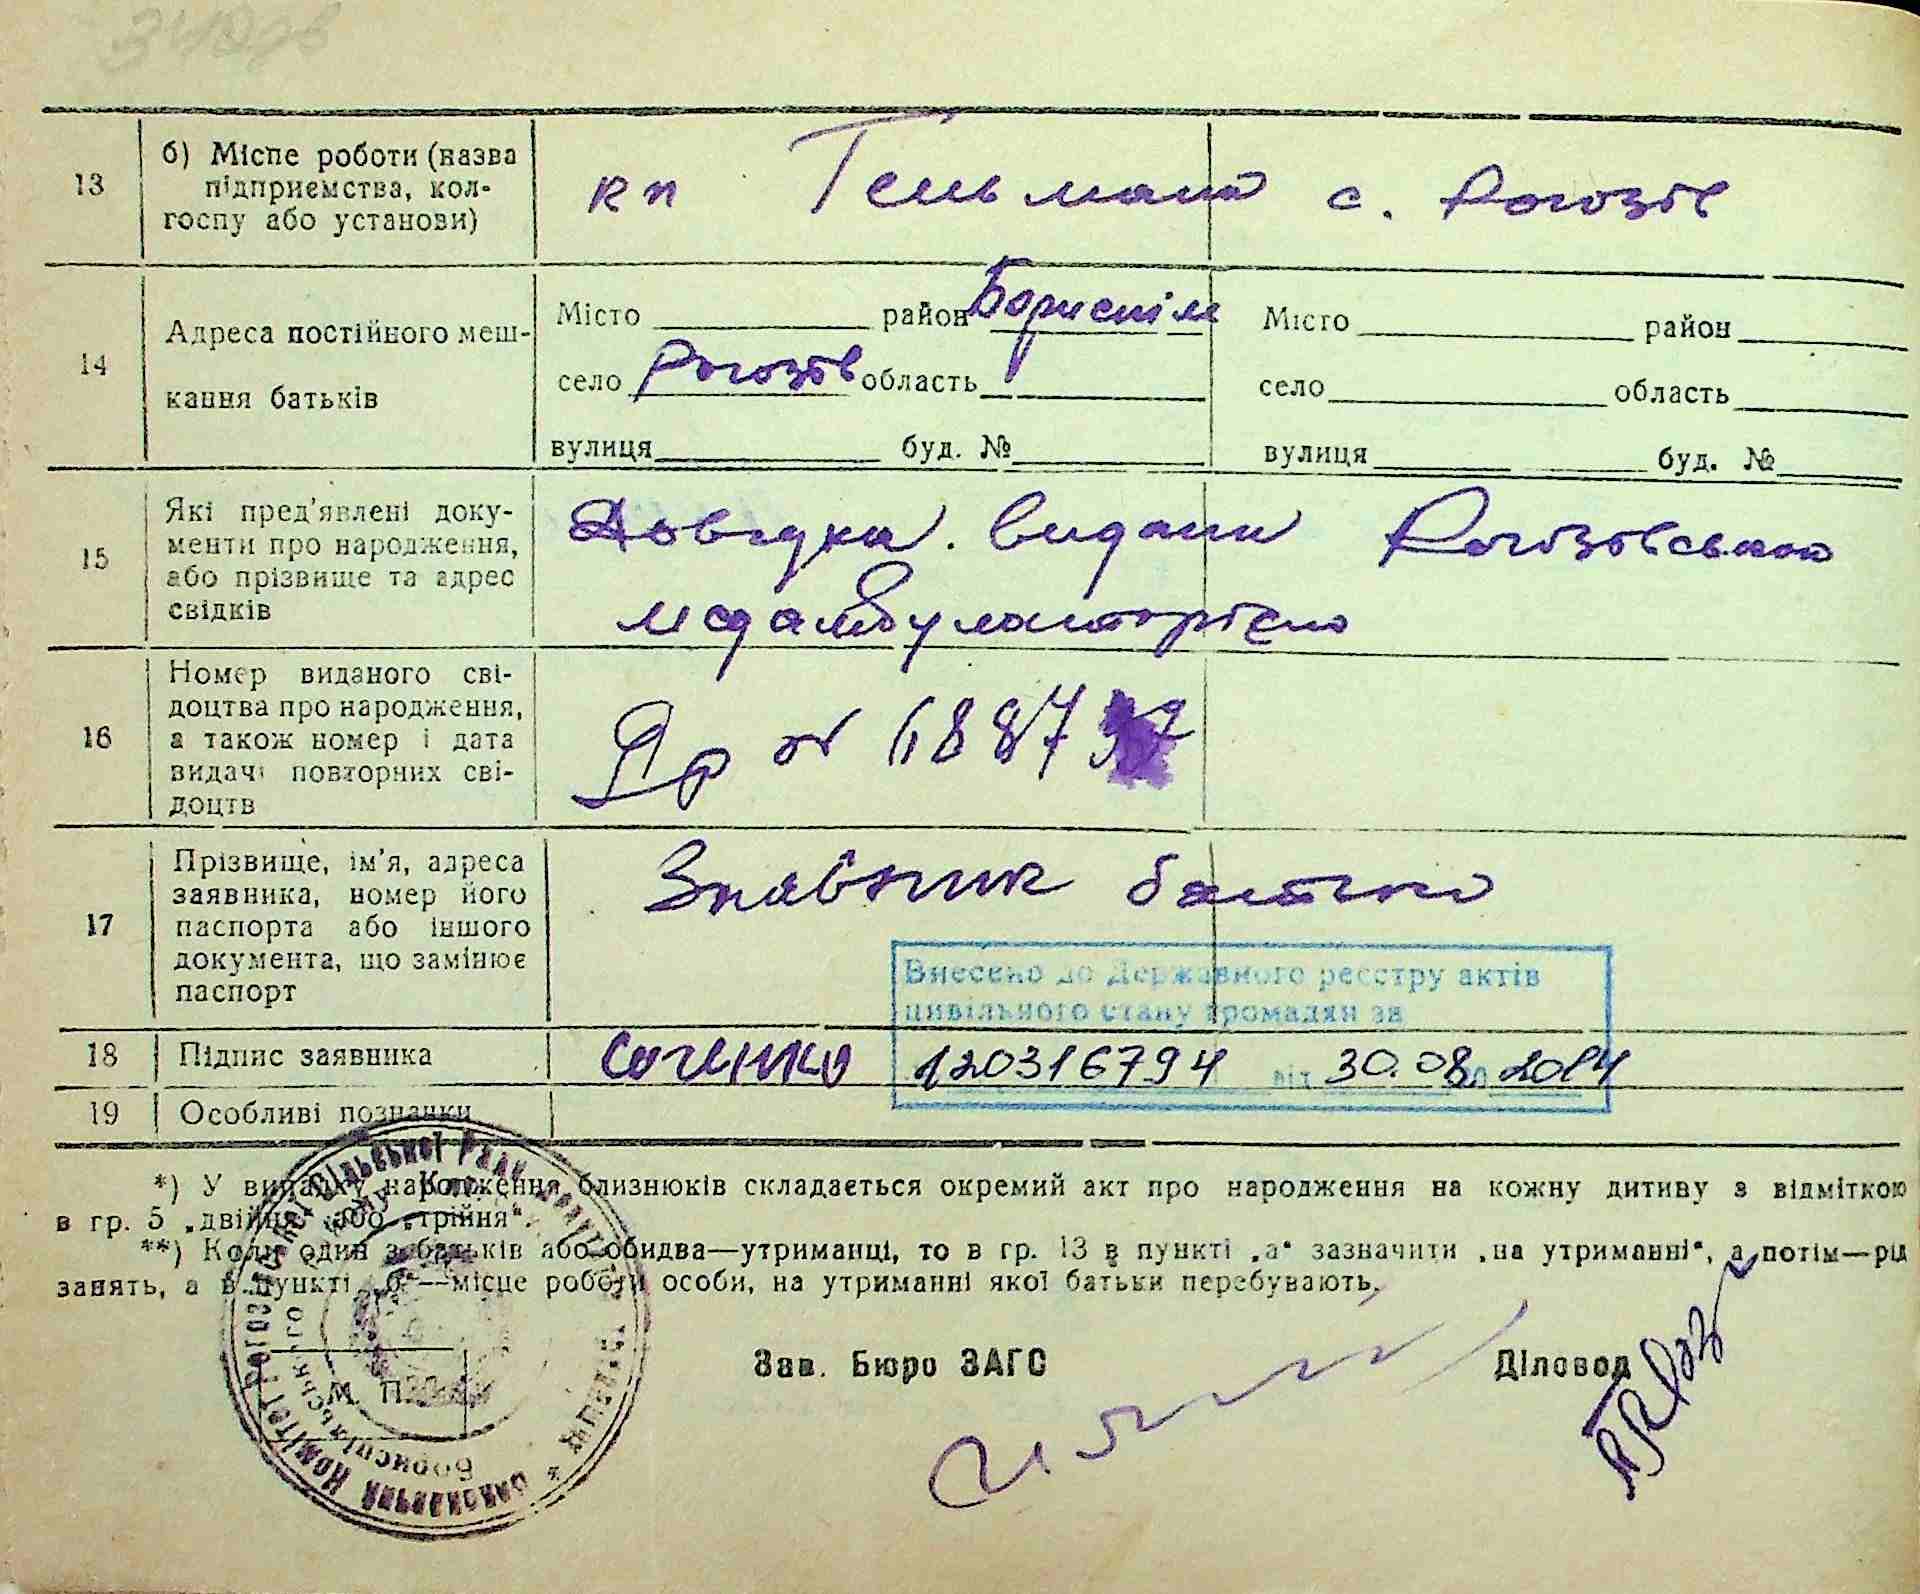 13
б) Місце роботи (назва
підприємства, кол-
госпу або установи)
кп Тельмана с. Рогозів
14
Адреса постійного меш-
кання батьків
Місто район Бориспіль
село Рогозів область
вулиця буд. №
Місто район
село область
вулиця буд. №
15
Які пред'явлені доку-
менти про народження,
або прізвище та адрес
свідків
Довідка. видана Рогозівською
медамбулаторією
16
Номер виданого сві-
доцтва про народження,
а також номер і дата
видачі повторних сві-
доцтв
17
Прізвище, ім'я, адреса
заявника, номер його
паспорта або іншого
документа, що замінює
паспорт
батько
Внесено до Державного реєстру актів
цивільного стану громадян за
120316794 від 30.08. 2014
18
Підпис заявника
19
Особливі позначки
*) У випадку народження близнюків складається окремий акт про народження на кожну дитину з відміткою
в гр. 5 „двійня“ або „трійня“.
**) Коли один з батьків або обидва—утриманці, то в гр. 13 в пункті „а“ зазначити „на утриманні“, а потім—рід
занять, а в пункті „б“—місце роботи особи, на утриманні якої батьки перебувають.
Зав. Бюро ЗАГС
Діловод
М. П.